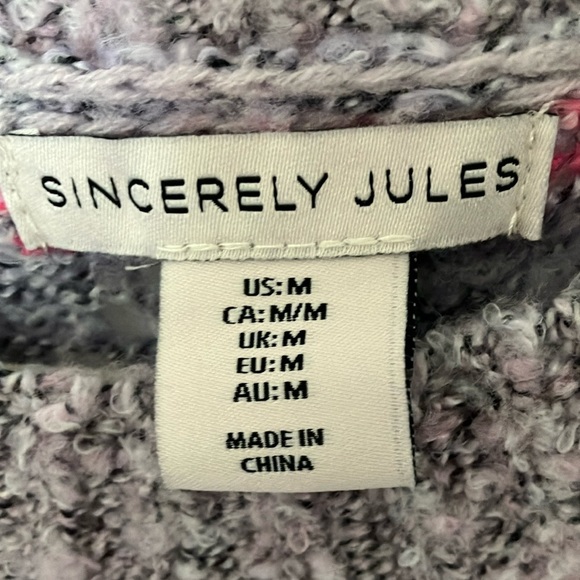 SINCERELY JULES
US: M
CA: M/M
UK: M
EU: M
AU: M
MADE IN
CHINA